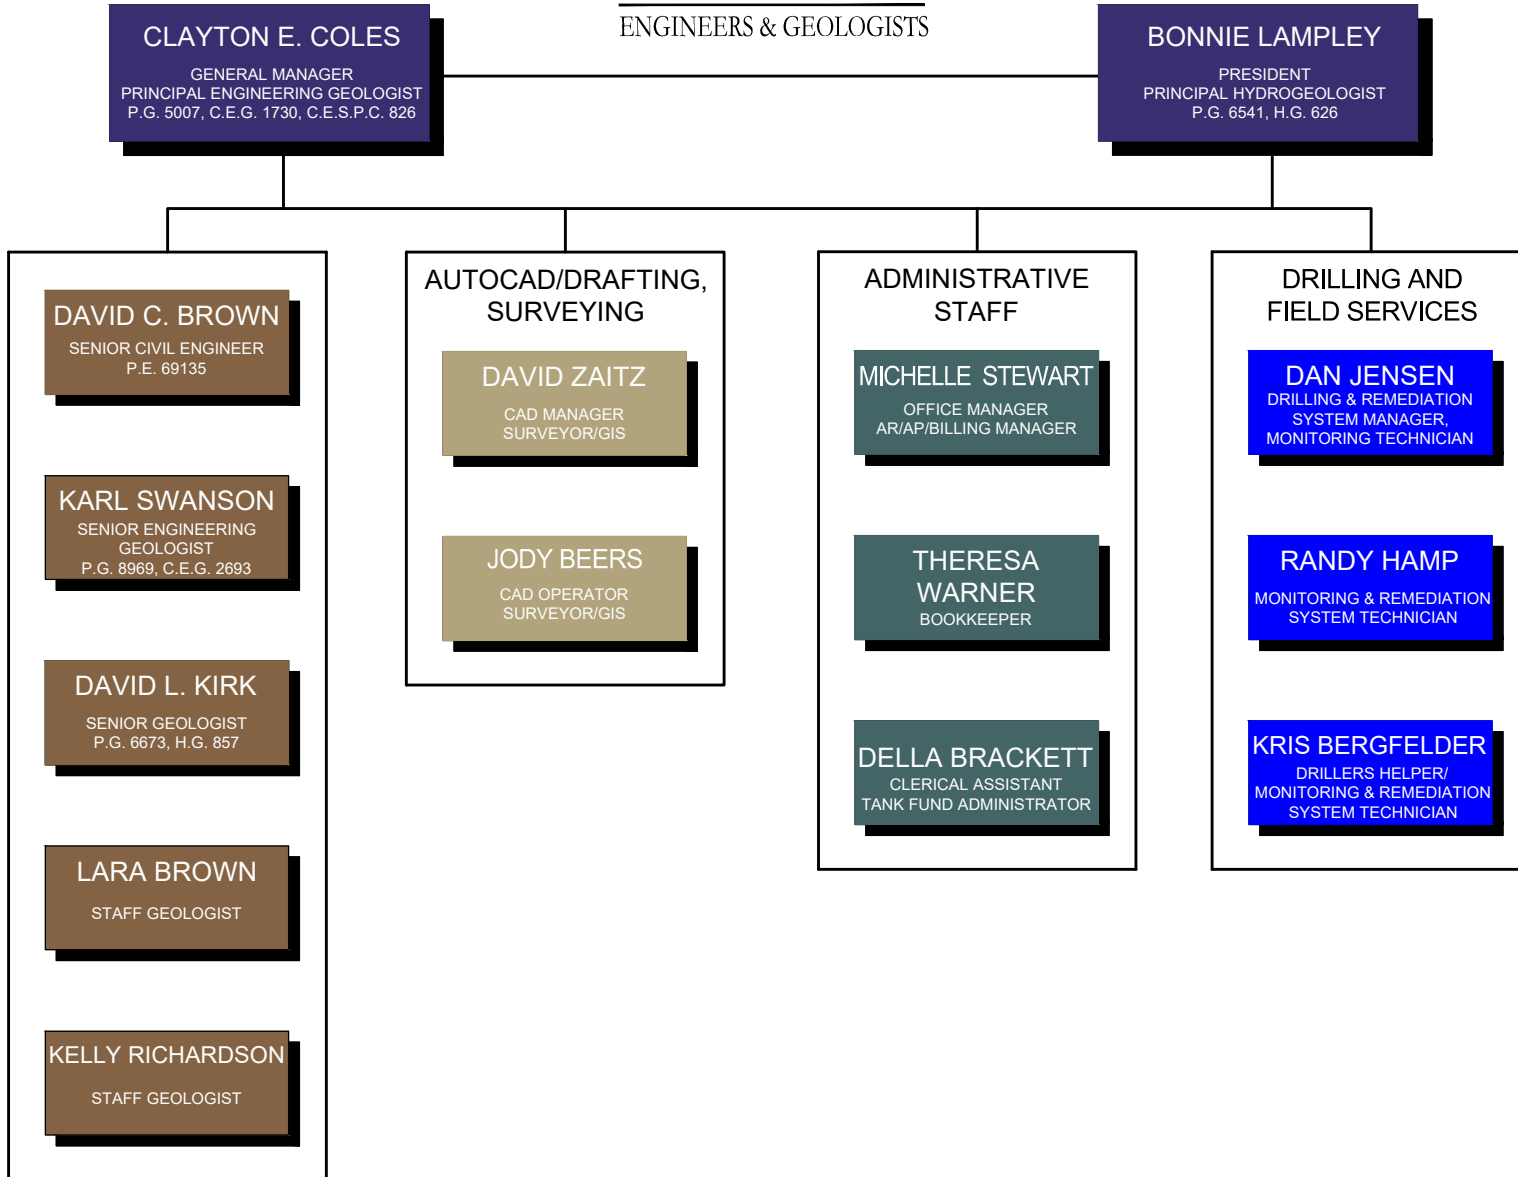 ENGINEERS & GEOLOGISTS
CLAYTON E. COLES
GENERAL MANAGER
PRINCIPAL ENGINEERING GEOLOGIST
P.G. 5007, C.E.G. 1730, C.E.S.P.C. 826
BONNIE LAMPLEY
PRESIDENT
PRINCIPAL HYDROGEOLOGIST
P.G. 6541, H.G. 626
DAVID C. BROWN
SENIOR CIVIL ENGINEER
P.E. 69135
KARL SWANSON
SENIOR ENGINEERING
GEOLOGIST
P.G. 8969, C.E.G. 2693
DAVID L. KIRK
SENIOR GEOLOGIST
P.G. 6673, H.G. 857
LARA BROWN
STAFF GEOLOGIST
KELLY RICHARDSON
STAFF GEOLOGIST
AUTOCAD/DRAFTING,
SURVEYING
DAVID ZAITZ
CAD MANAGER
SURVEYOR/GIS
JODY BEERS
CAD OPERATOR
SURVEYOR/GIS
ADMINISTRATIVE
STAFF
MICHELLE STEWART
OFFICE MANAGER
AR/AP/BILLING MANAGER
THERESA
WARNER
BOOKKEEPER
DELLA BRACKETT
CLERICAL ASSISTANT
TANK FUND ADMINISTRATOR
DRILLING AND
FIELD SERVICES
DAN JENSEN
DRILLING & REMEDIATION
SYSTEM MANAGER,
MONITORING TECHNICIAN
RANDY HAMP
MONITORING & REMEDIATION
SYSTEM TECHNICIAN
KRIS BERGFELDER
DRILLERS HELPER/
MONITORING & REMEDIATION
SYSTEM TECHNICIAN